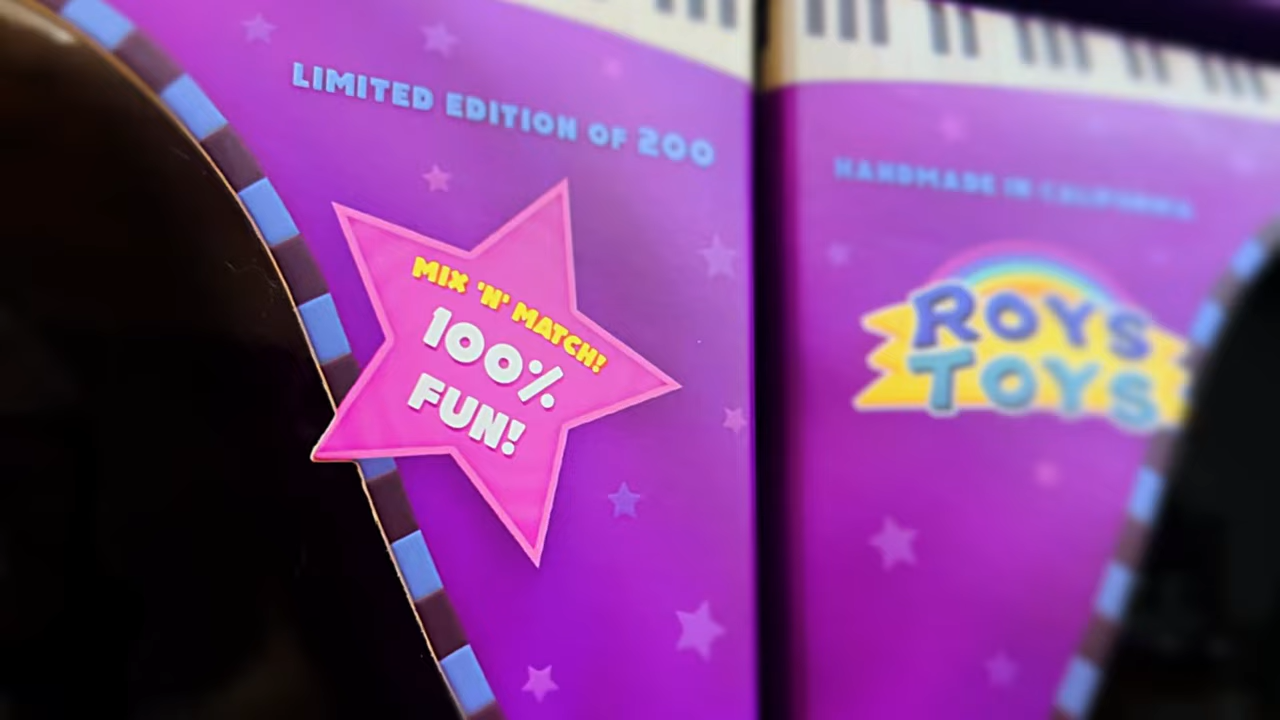 LIMITED EDITION OF 200
MIX 'N' MATCH!
100%
FUN!
HANDMADE IN CALIFORNIA
ROYS
TOYS